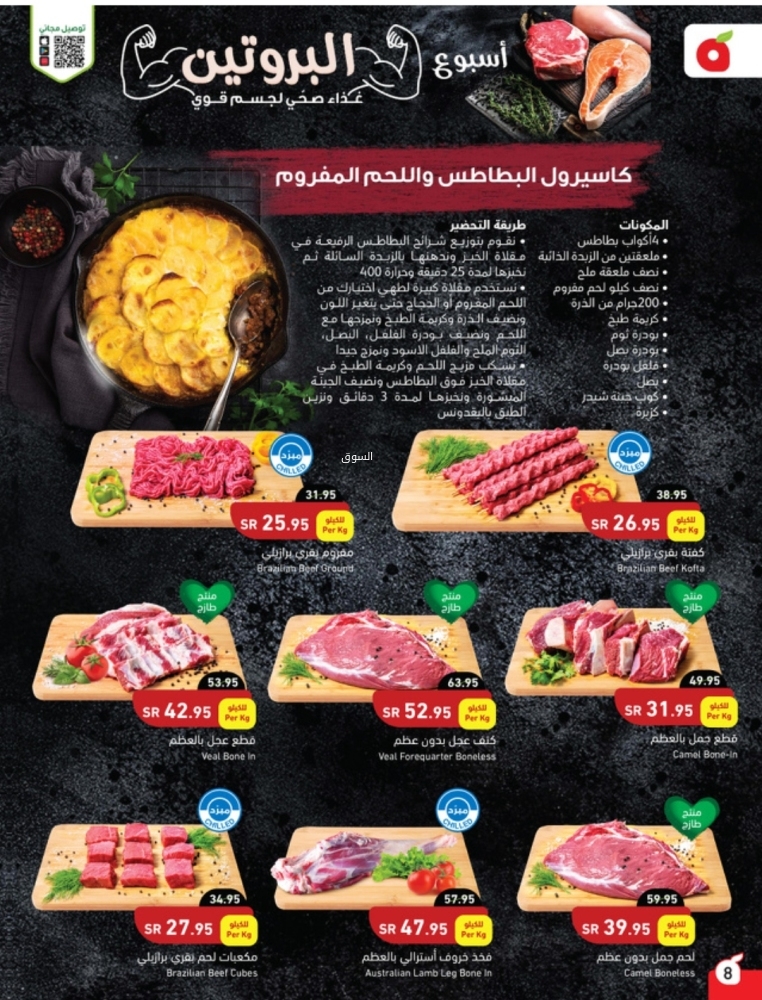 توصيل مجاني
أسبوع البروتين
غذاء صحّي لجسم قوي
كاسيرول البطاطس واللحم المفروم
المكونات
• 4أكواب بطاطس
• ملعقتين من الزبدة الذائبة
• نصف ملعقة ملح
• نصف كيلو لحم مفروم
• 200جرام من الذرة
• كريمة طبخ
• بودرة ثوم
• بودرة بصل
• فلفل بودرة
• بصل
• كوب جبنة شيدر
• كزبرة
طريقة التحضير
• نقوم بتوزيع شرائح البطاطس الرفيعة في
مقلاة الخبز وندهنها بالزبدة السائلة ثم
نخبزها لمدة 25 دقيقة وحرارة 400
• نستخدم مقلاة كبيرة لطهي اختيارك من
اللحم المفروم أو الدجاج حتى يتغير اللون
ونضيف الذرة وكريمة الطبخ ونمزجها مع
اللحم ونضيف بودرة الفلفل، البصل،
الثوم الملح والفلفل الأسود ونمزج جيدا
• نسكب مزيج اللحم وكريمة الطبخ في
مقلاة الخبز فوق البطاطس ونضيف الجبنة
المبشورة ونخبزها لمدة 3 دقائق ونزين
الطبق بالبقدونس
السوق
مبرّد
CHILLED
38.95
SR 26.95
للكيلو
Per Kg
كفتة بقري برازيلي
Brazilian Beef Kofta
مبرّد
CHILLED
31.95
SR 25.95
للكيلو
Per Kg
مفروم بقري برازيلي
Brazilian Beef Ground
منتج
طازج
49.95
SR 31.95
للكيلو
Per Kg
قطع جمل بالعظم
Camel Bone-In
منتج
طازج
63.95
SR 52.95
للكيلو
Per Kg
كتف عجل بدون عظم
Veal Forequarter Boneless
منتج
طازج
53.95
SR 42.95
للكيلو
Per Kg
قطع عجل بالعظم
Veal Bone In
منتج
طازج
59.95
SR 39.95
للكيلو
Per Kg
لحم جمل بدون عظم
Camel Boneless
مبرّد
CHILLED
57.95
SR 47.95
للكيلو
Per Kg
فخذ خروف أسترالي بالعظم
Australian Lamb Leg Bone In
مبرّد
CHILLED
34.95
SR 27.95
للكيلو
Per Kg
مكعبات لحم بقري برازيلي
Brazilian Beef Cubes
8